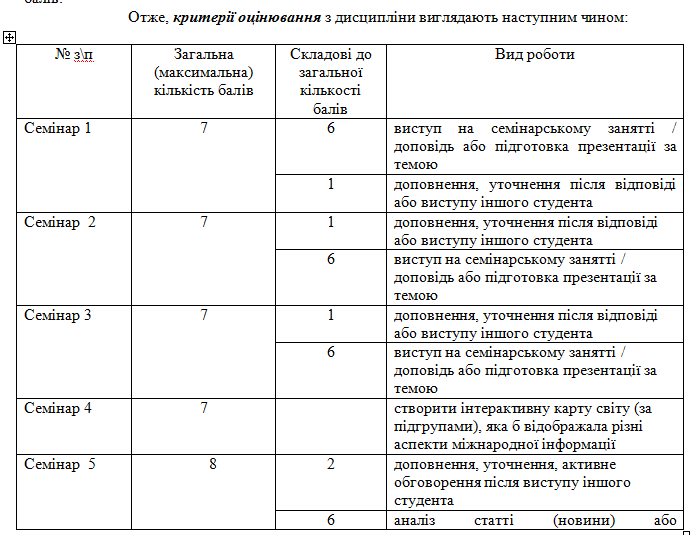 балів.
Отже, критерії оцінювання з дисципліни виглядають наступним чином:
№ з\п
Загальна
(максимальна)
кількість балів
Складові до
загальної
кількості
балів
Вид роботи
Семінар 1
7
6
виступ на семінарському занятті /
доповідь або підготовка презентації за
темою
1
доповнення, уточнення після відповіді
або виступу іншого студента
Семінар 2
7
1
доповнення, уточнення після відповіді
або виступу іншого студента
6
виступ на семінарському занятті /
доповідь або підготовка презентації за
темою
Семінар 3
7
1
доповнення, уточнення після відповіді
або виступу іншого студента
6
виступ на семінарському занятті /
доповідь або підготовка презентації за
темою
Семінар 4
7
створити інтерактивну карту світу (за
підгрупами), яка б відображала різні
аспекти міжнародної інформації
Семінар 5
8
2
доповнення, уточнення, активне
обговорення після виступу іншого
студента
6
аналіз статті (новини) або